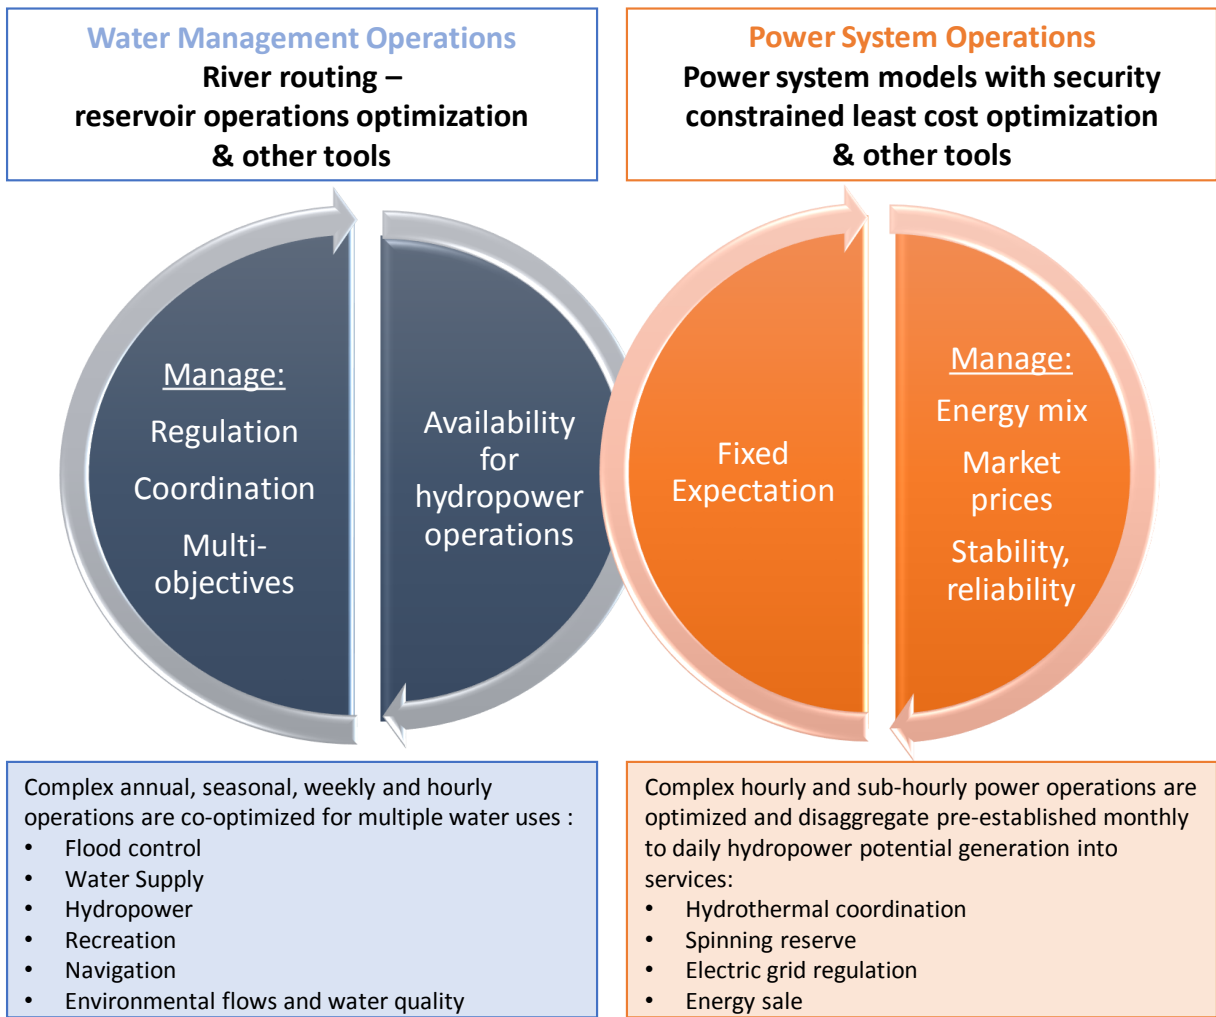 Water Management Operations
River routing –
reservoir operations optimization
& other tools
Power System Operations
Power system models with security
constrained least cost optimization
& other tools
Manage:
Regulation
Coordination
Multi-
objectives
Availability
for
hydropower
operations
Fixed
Expectation
Manage:
Energy mix
Market
prices
Stability,
reliability
Complex annual, seasonal, weekly and hourly
operations are co-optimized for multiple water uses :
• Flood control
• Water Supply
• Hydropower
• Recreation
• Navigation
• Environmental flows and water quality
Complex hourly and sub-hourly power operations are
optimized and disaggregate pre-established monthly
to daily hydropower potential generation into
services:
• Hydrothermal coordination
• Spinning reserve
• Electric grid regulation
• Energy sale